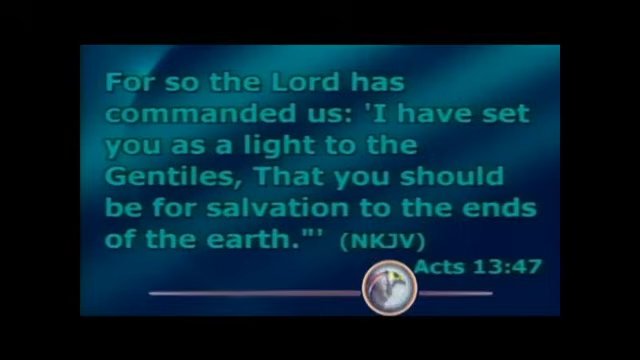 For so the Lord has
commanded us: 'I have set
you as a light to the
Gentiles, That you should
be for salvation to the ends
of the earth."' (NKJV)
Acts 13:47